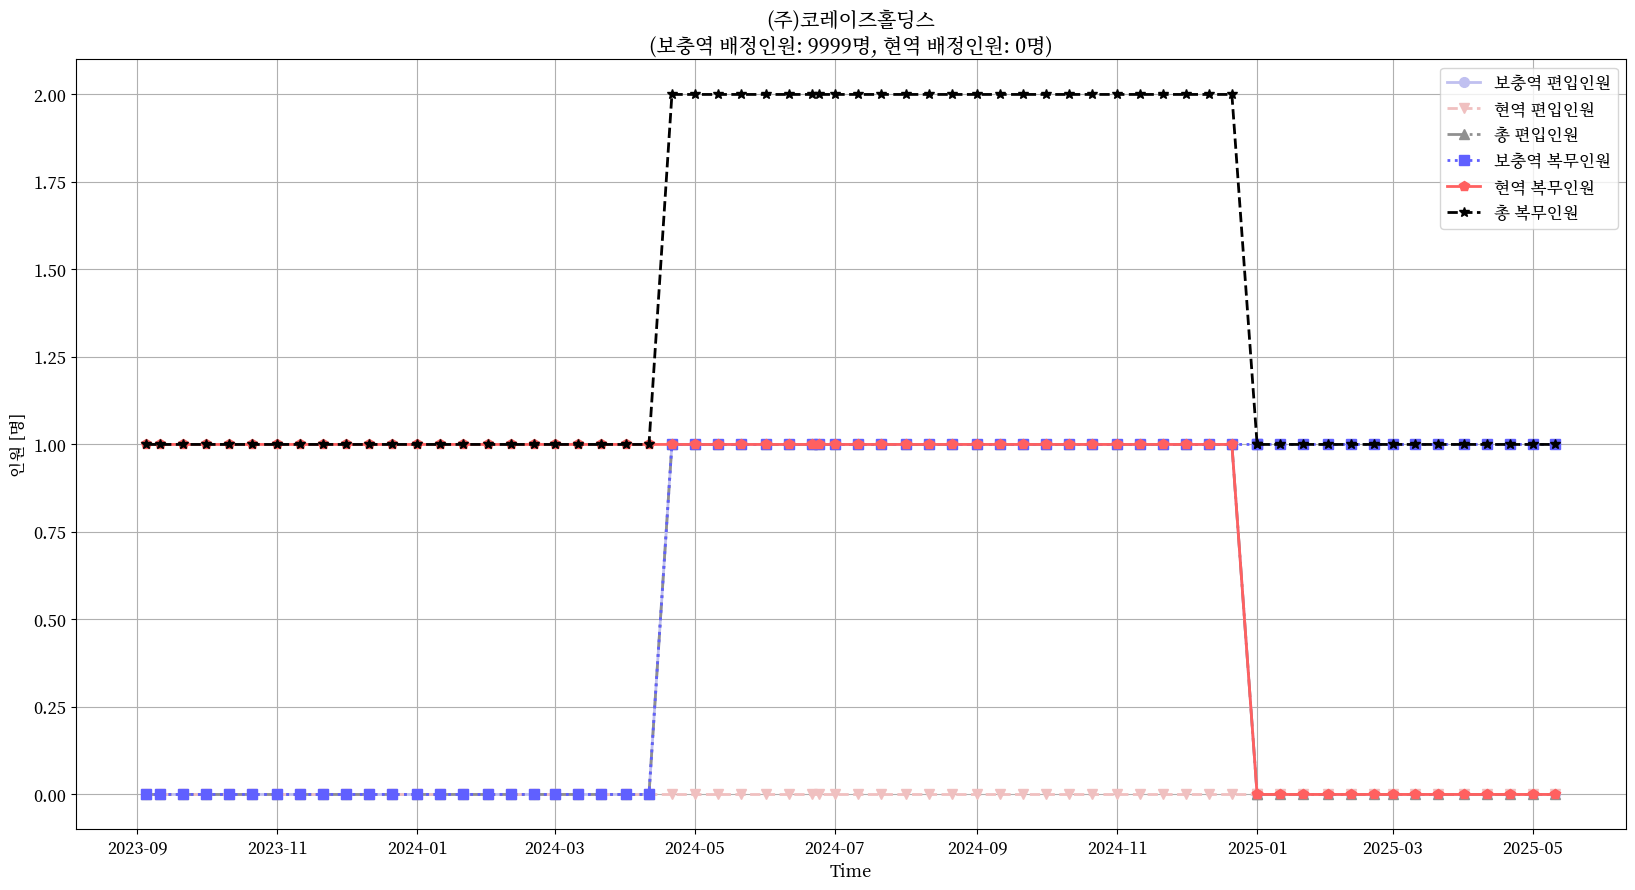 (주)코레이즈홀딩스
(보충역 배정인원: 9999명, 현역 배정인원: 0명)
보충역 편입인원
현역 편입인원
총 편입인원
보충역 복무인원
현역 복무인원
총 복무인원
2.00
1.75
1.50
1.25
1.00
0.75
0.50
0.25
0.00
인원 [명]
2023-09 2023-11 2024-01 2024-03 2024-05 2024-07 2024-09 2024-11 2025-01 2025-03 2025-05
Time